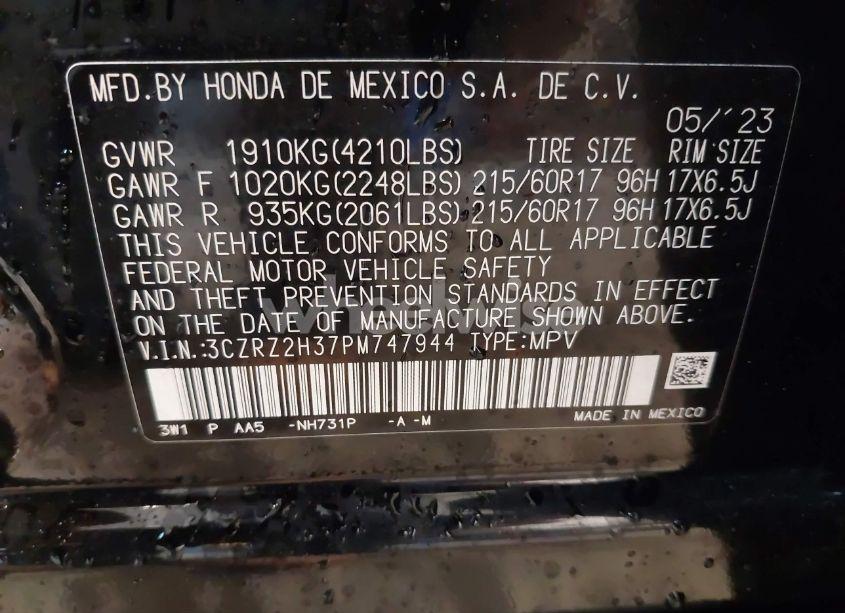 MFD.BY HONDA DE MEXICO S.A. DE C.V.
05/'23
GVWR 1910KG(4210LBS) TIRE SIZE RIM SIZE
GAWR F 1020KG(2248LBS) 215/60R17 96H 17X6.5J
GAWR R 935KG(2061LBS) 215/60R17 96H 17X6.5J
THIS VEHICLE CONFORMS TO ALL APPLICABLE
FEDERAL MOTOR VEHICLE SAFETY
AND THEFT PREVENTION STANDARDS IN EFFECT
ON THE DATE OF MANUFACTURE SHOWN ABOVE.
V.I.N.:3CZRZ2H37PM747944 TYPE:MPV
3W1 P AA5 -NH731P -A -M
MADE IN MEXICO